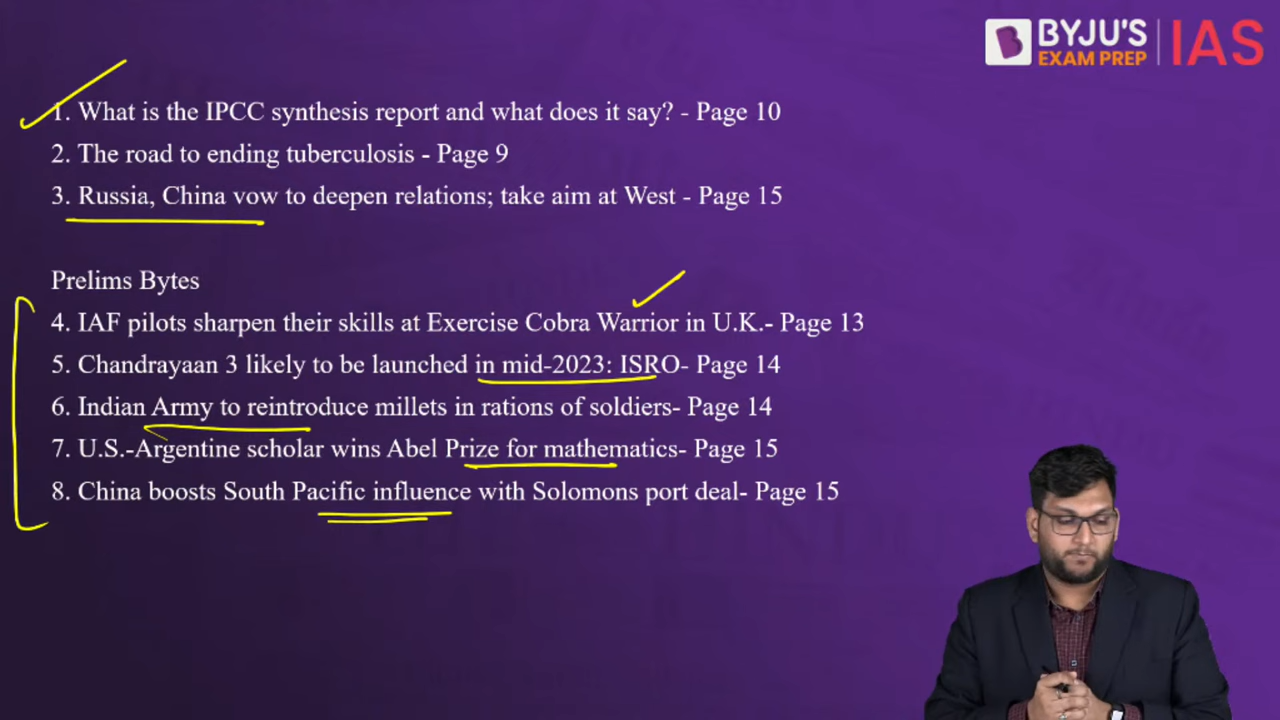 BYJU'S
EXAM PREP
IAS
1. What is the IPCC synthesis report and what does it say? - Page 10
2. The road to ending tuberculosis - Page 9
3. Russia, China vow to deepen relations; take aim at West - Page 15
Prelims Bytes
4. IAF pilots sharpen their skills at Exercise Cobra Warrior in U.K.- Page 13
5. Chandrayaan 3 likely to be launched in mid-2023: ISRO- Page 14
6. Indian Army to reintroduce millets in rations of soldiers- Page 14
7. U.S.-Argentine scholar wins Abel Prize for mathematics- Page 15
8. China boosts South Pacific influence with Solomons port deal- Page 15